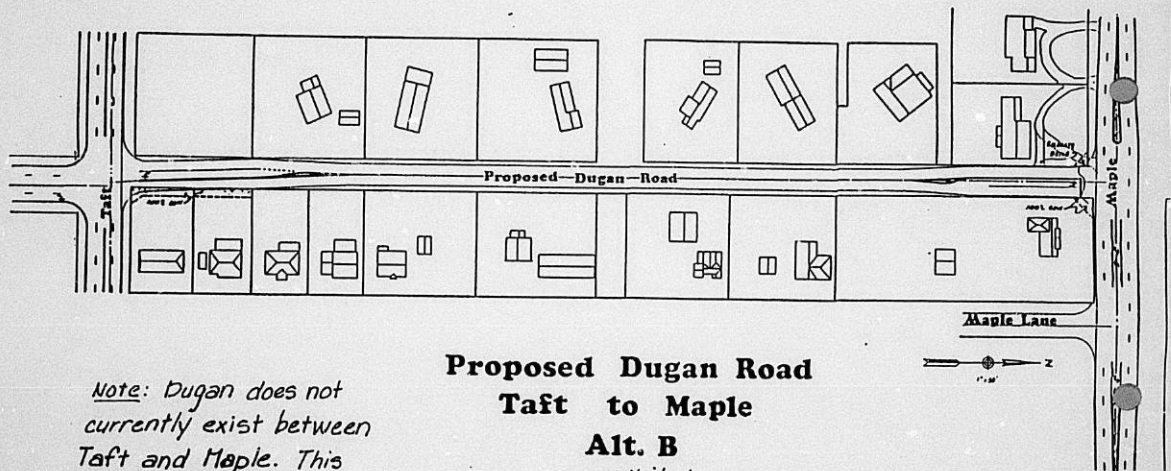 Proposed Dugan Road
Taft
Maple
Maple Lane
N
Proposed Dugan Road
Taft to Maple
Alt. B
Note: Dugan does not
currently exist between
Taft and Maple. This